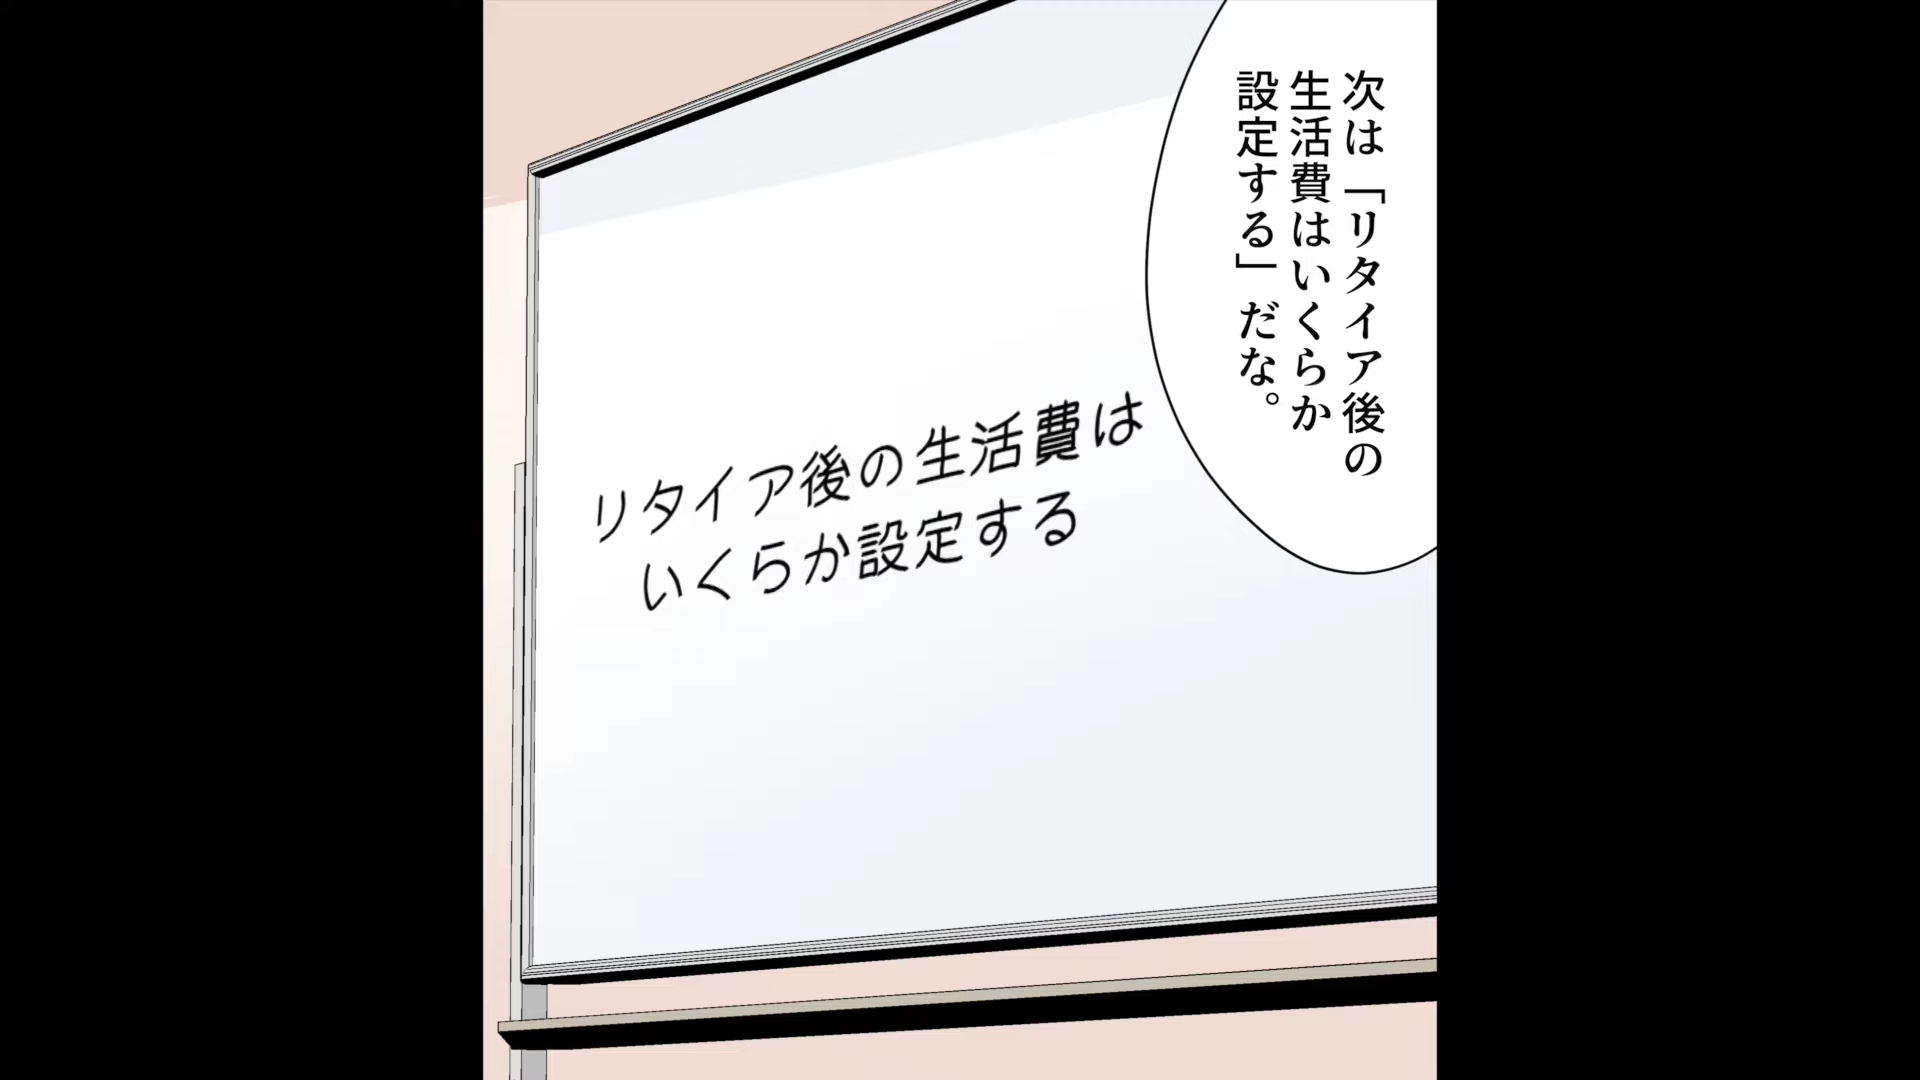 次は「リタイア後の
生活費はいくらか
設定する」だな。
リタイア後の生活費は
いくらか設定する